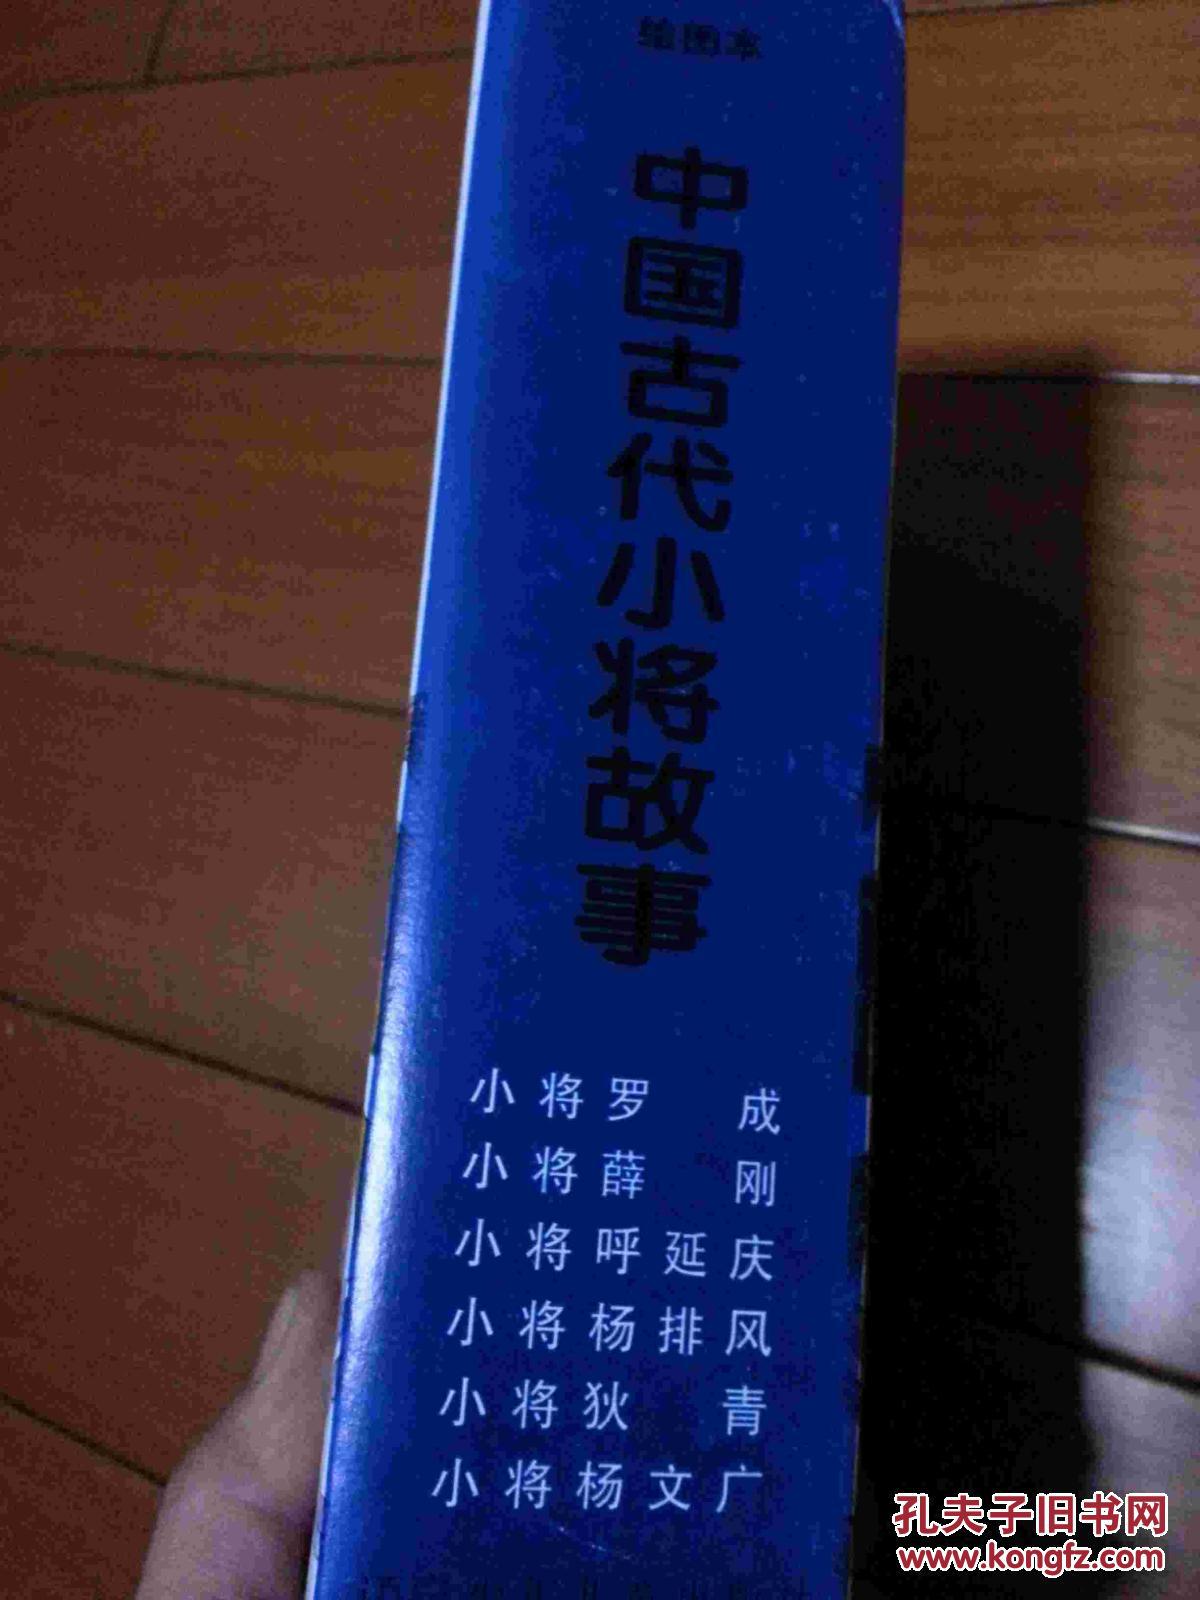 绘图本
中国古代小将故事
小将罗 成
小将薛 刚
小将呼延庆
小将杨排风
小将狄 青
小将杨文广
孔夫子旧书网
www.kongfz.com